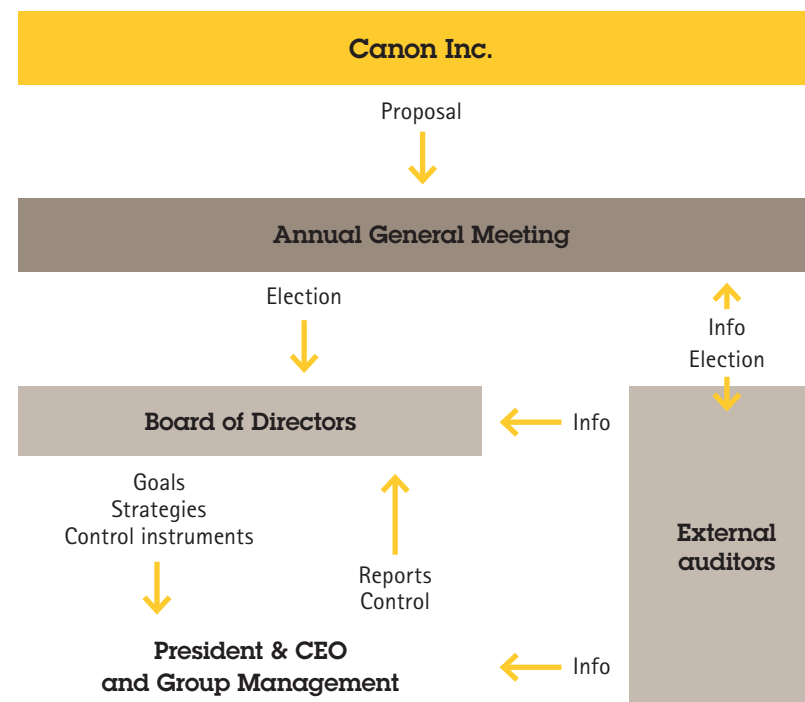 Canon Inc.
Proposal
Annual General Meeting
Election
Info
Election
Board of Directors
Info
Goals
Strategies
Control instruments
Reports
Control
External
auditors
President & CEO
and Group Management
Info